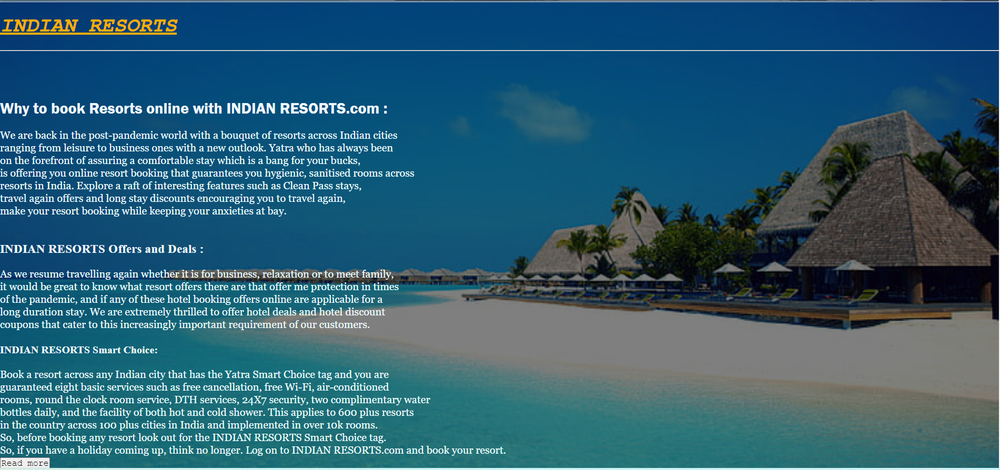 INDIAN RESORTS
Why to book Resorts online with INDIAN RESORTS.com :
We are back in the post-pandemic world with a bouquet of resorts across Indian cities
ranging from leisure to business ones with a new outlook. Yatra who has always been
on the forefront of assuring a comfortable stay which is a bang for your bucks,
is offering you online resort booking that guarantees you hygienic, sanitised rooms across
resorts in India. Explore a raft of interesting features such as Clean Pass stays,
travel again offers and long stay discounts encouraging you to travel again,
make your resort booking while keeping your anxieties at bay.
INDIAN RESORTS Offers and Deals :
As we resume travelling again whether it is for business, relaxation or to meet family,
it would be great to know what resort offers there are that offer me protection in times
of the pandemic, and if any of these hotel booking offers online are applicable for a
long duration stay. We are extremely thrilled to offer hotel deals and hotel discount
coupons that cater to this increasingly important requirement of our customers.
INDIAN RESORTS Smart Choice:
Book a resort across any Indian city that has the Yatra Smart Choice tag and you are
guaranteed eight basic services such as free cancellation, free Wi-Fi, air-conditioned
rooms, round the clock room service, DTH services, 24X7 security, two complimentary water
bottles daily, and the facility of both hot and cold shower. This applies to 600 plus resorts
in the country across 100 plus cities in India and implemented in over 10k rooms.
So, before booking any resort look out for the INDIAN RESORTS Smart Choice tag.
So, if you have a holiday coming up, think no longer. Log on to INDIAN RESORTS.com and book your resort.
Read more